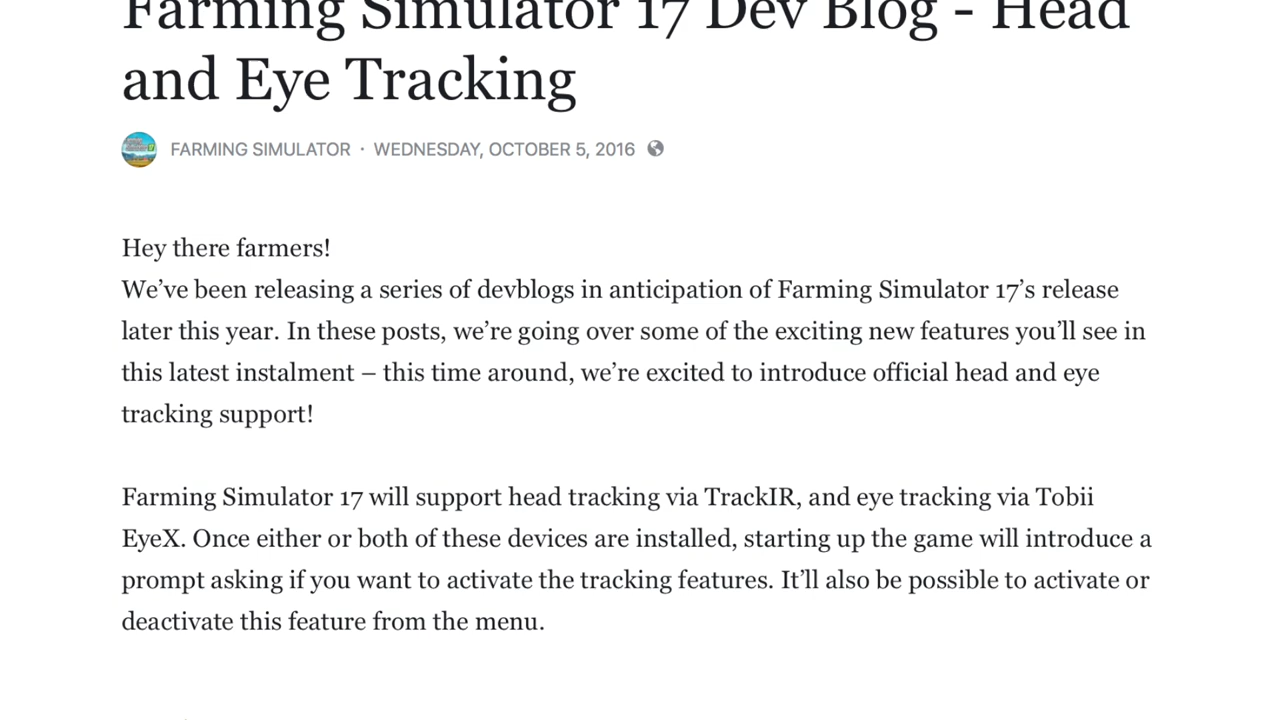 Farming Simulator 17 Dev Blog - Head
and Eye Tracking
FARMING SIMULATOR · WEDNESDAY, OCTOBER 5, 2016
Hey there farmers!
We’ve been releasing a series of devblogs in anticipation of Farming Simulator 17’s release
later this year. In these posts, we’re going over some of the exciting new features you’ll see in
this latest instalment – this time around, we’re excited to introduce official head and eye
tracking support!
Farming Simulator 17 will support head tracking via TrackIR, and eye tracking via Tobii
EyeX. Once either or both of these devices are installed, starting up the game will introduce a
prompt asking if you want to activate the tracking features. It’ll also be possible to activate or
deactivate this feature from the menu.